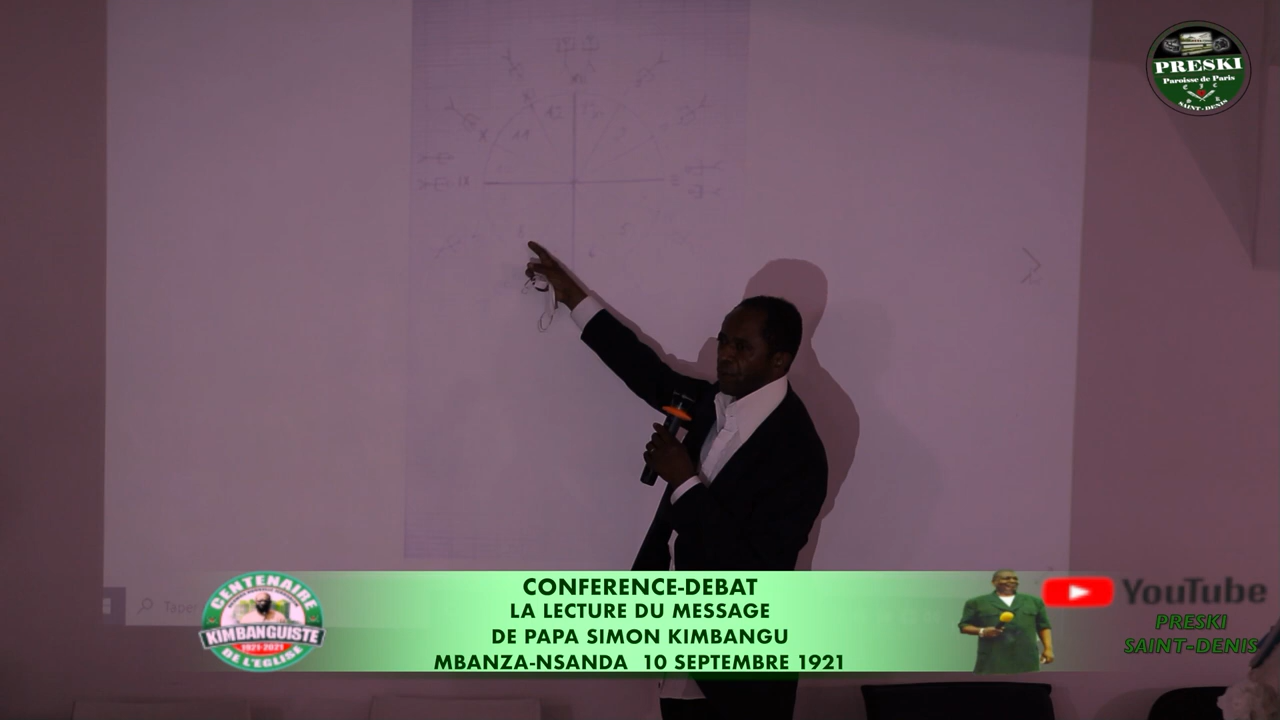 PRESKI
Paroisse de Paris
SAINT-DENIS
CONFERENCE-DEBAT
LA LECTURE DU MESSAGE
DE PAPA SIMON KIMBANGU
MBANZA-NSANDA 10 SEPTEMBRE 1921
CENTENAIRE
KIMBANGUISTE
1921-2021
DE L'EGLISE
YouTube
PRESKI
SAINT-DENIS
Taper